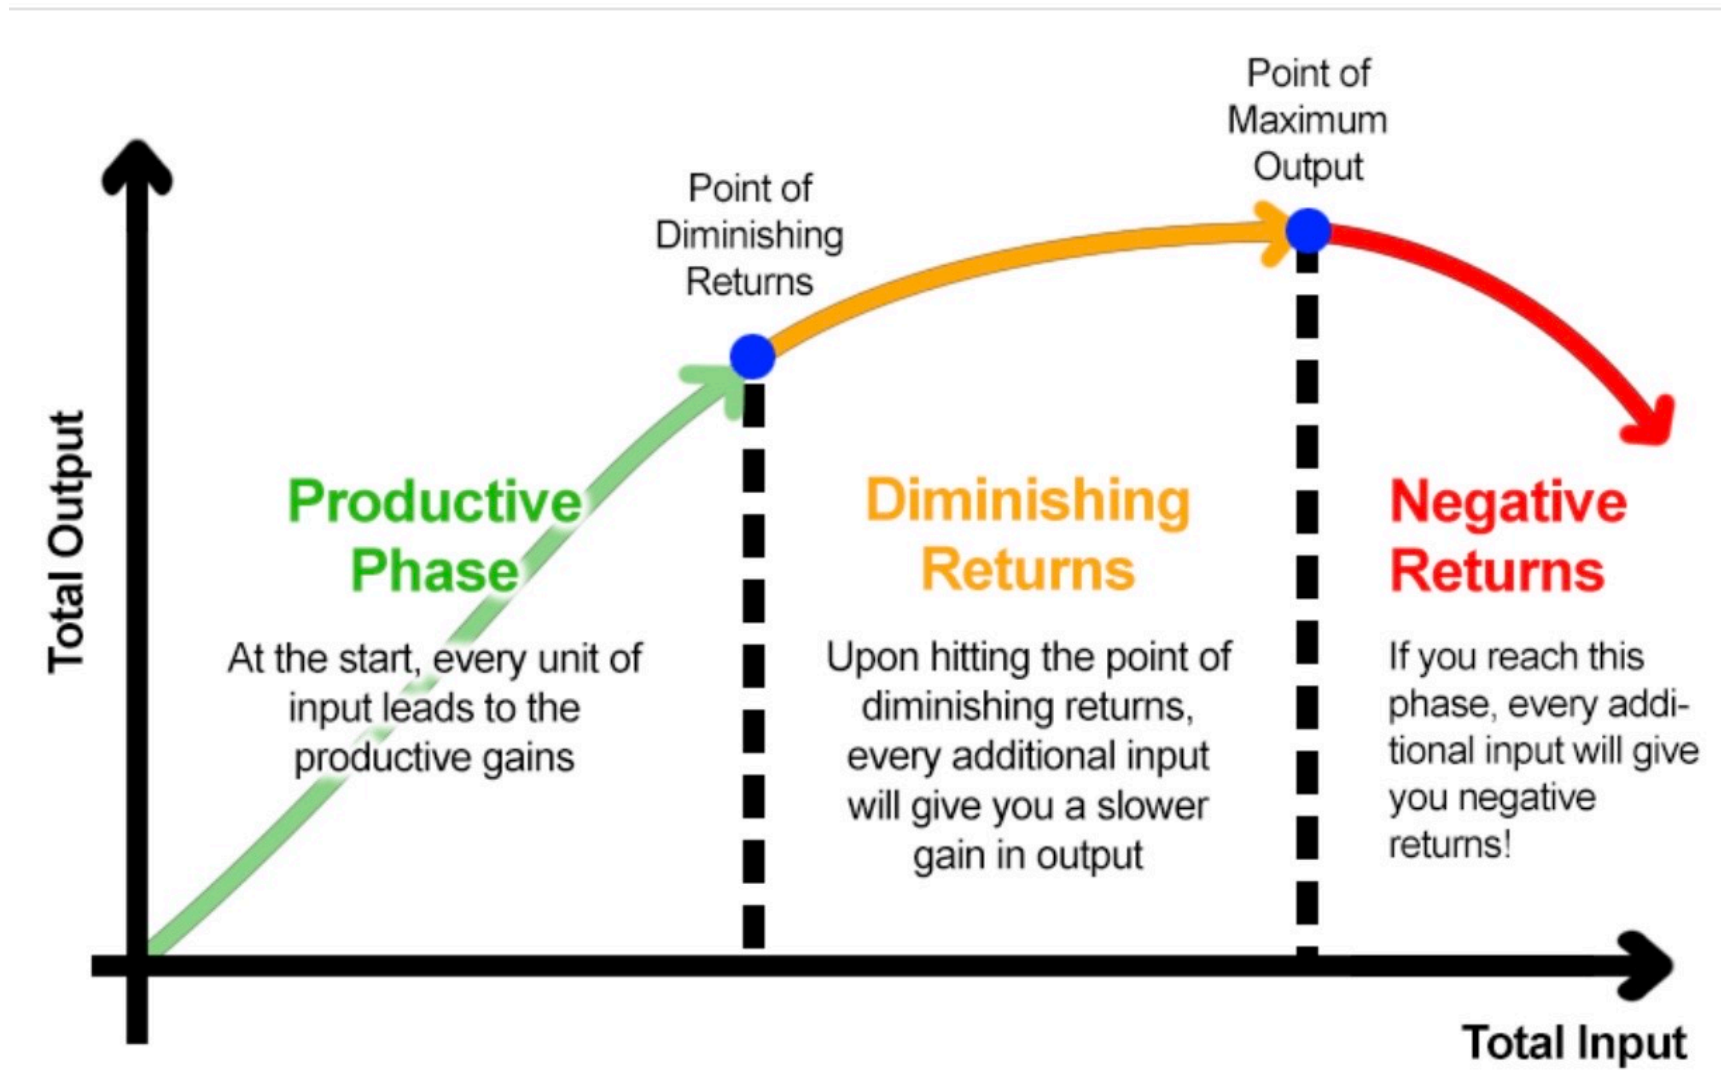 Point of
Maximum
Output
Point of
Diminishing
Returns
Total Output
Productive
Phase
At the start, every unit of
input leads to the
productive gains
Diminishing
Returns
Upon hitting the point of
diminishing returns,
every additional input
will give you a slower
gain in output
Negative
Returns
If you reach this
phase, every addi-
tional input will give
you negative
returns!
Total Input